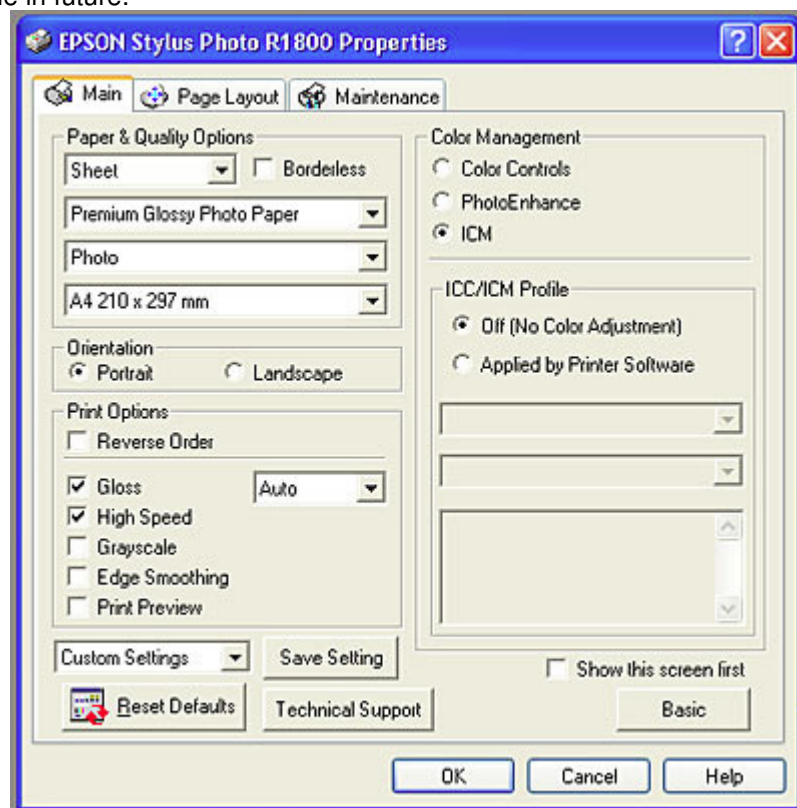 in future.
EPSON Stylus Photo R1800 Properties
Main Page Layout Maintenance
Paper & Quality Options
Sheet Borderless
Premium Glossy Photo Paper
Photo
A4 210 x 297 mm
Orientation
Portrait Landscape
Print Options
Reverse Order
Gloss Auto
High Speed
Grayscale
Edge Smoothing
Print Preview
Custom Settings Save Setting
Reset Defaults Technical Support
Color Management
Color Controls
PhotoEnhance
ICM
ICC/ICM Profile
Off (No Color Adjustment)
Applied by Printer Software
Show this screen first
Basic
OK Cancel Help